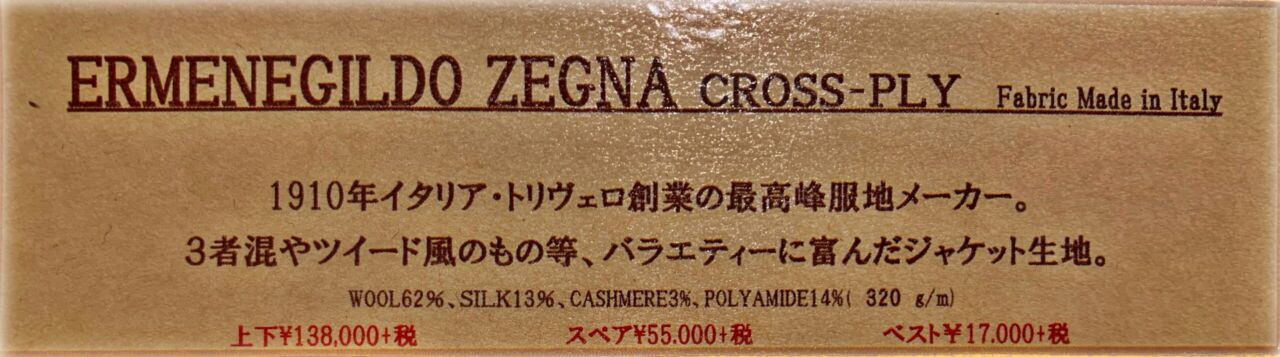 ERMENEGILDO ZEGNA CROSS-PLY Fabric Made in Italy
1910年イタリア・トリヴェロ創業の最高峰服地メーカー。
3者混やツイード風のもの等、バラエティーに富んだジャケット生地。
WOOL62%、SILK13%、CASHMERE3%、POLYAMIDE14%( 320 g/m)
上下¥138,000+税 スペア¥55.000+税 ベスト¥17.000+税